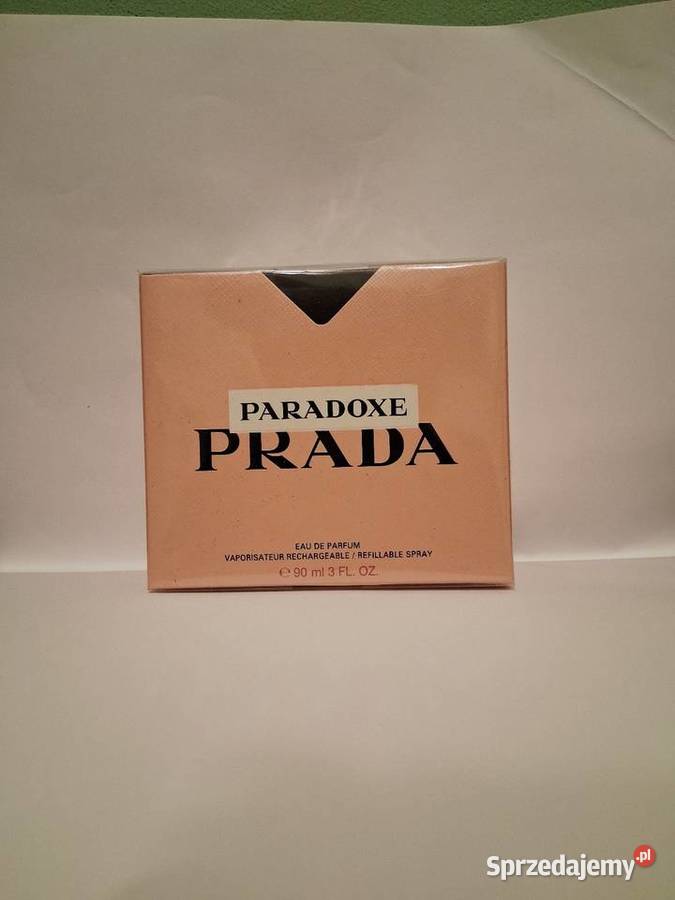 PARADOXE
PRADA
EAU DE PARFUM
VAPORISATEUR RECHARGEABLE / REFILLABLE SPRAY
℮ 90 ml 3 FL. OZ.
Sprzedajemy.pl